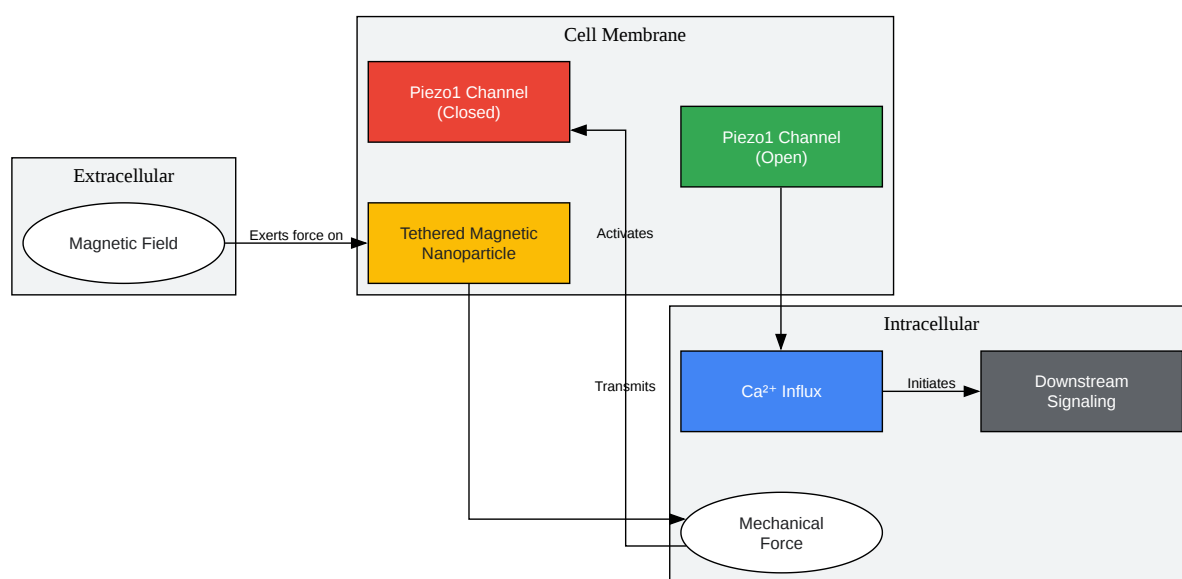 Cell Membrane
Piezo1 Channel
(Closed)
Piezo1 Channel
(Open)
Extracellular
Magnetic Field
Exerts force on
Tethered Magnetic
Nanoparticle
Activates
Intracellular
Transmits
Ca²⁺ Influx
Initiates
Downstream
Signaling
Mechanical
Force